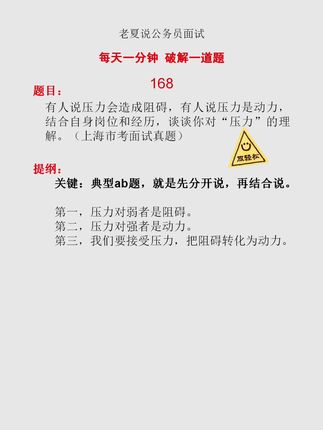 老夏说公务员面试
每天一分钟 破解一道题
168
题目：
有人说压力会造成阻碍，有人说压力是动力，
结合自身岗位和经历，谈谈你对“压力”的理
解。（上海市考面试真题）
照轻松
提纲：
关键：典型ab题，就是先分开说，再结合说。
第一，压力对弱者是阻碍。
第二，压力对强者是动力。
第三，我们要接受压力，把阻碍转化为动力。